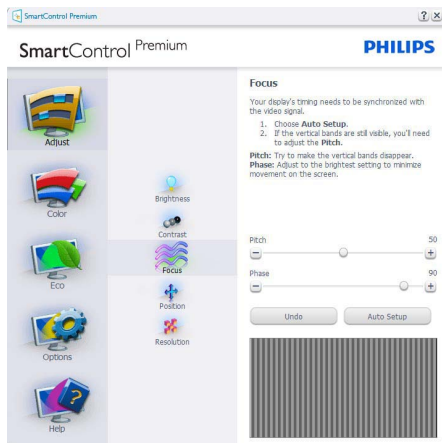 SmartControl Premium
? ×
SmartControl Premium
PHILIPS
Adjust
Color
Eco
Options
Help
Brightness
Contrast
Focus
Position
Resolution
Focus
Your display's timing needs to be synchronized with
the video signal.
1. Choose Auto Setup.
2. If the vertical bands are still visible, you'll need
to adjust the Pitch.
Pitch: Try to make the vertical bands disappear.
Phase: Adjust to the brightest setting to minimize
movement on the screen.
Pitch 50
Phase 90
Undo Auto Setup